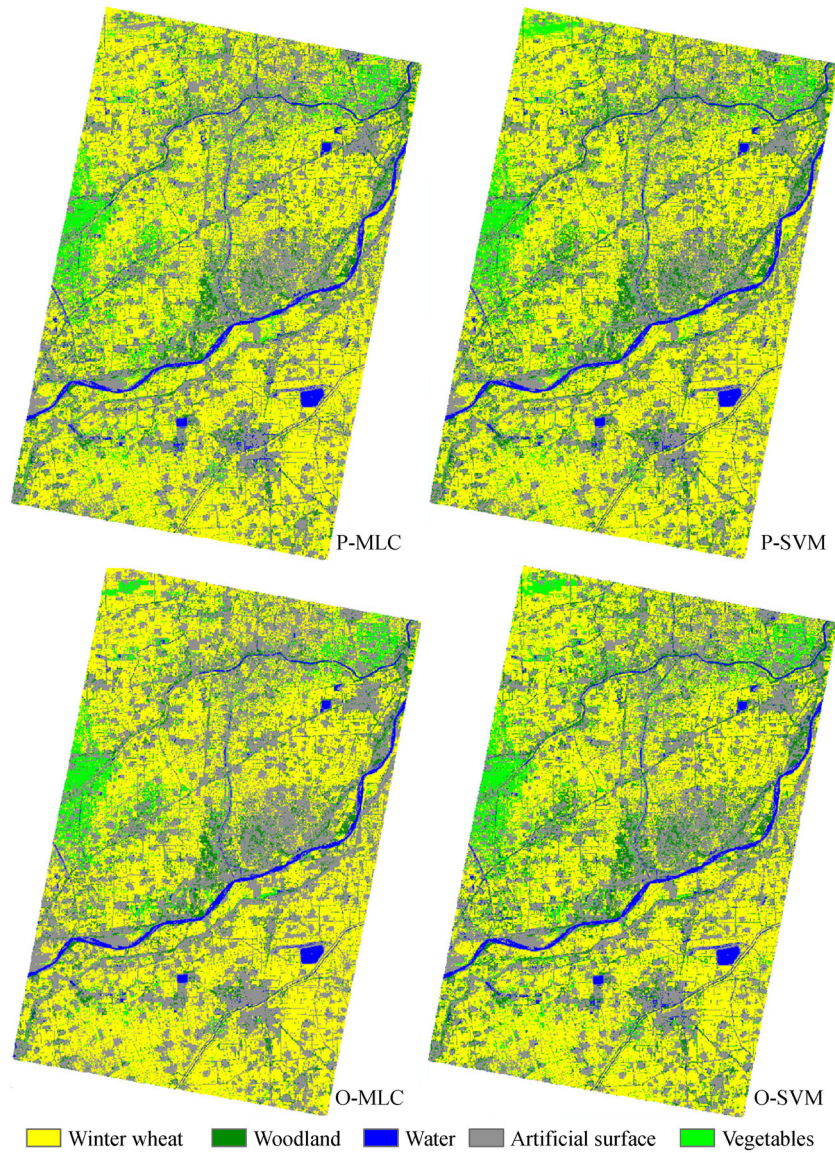 P-MLC
P-SVM
O-MLC
O-SVM
Winter wheat Woodland Water Artificial surface Vegetables